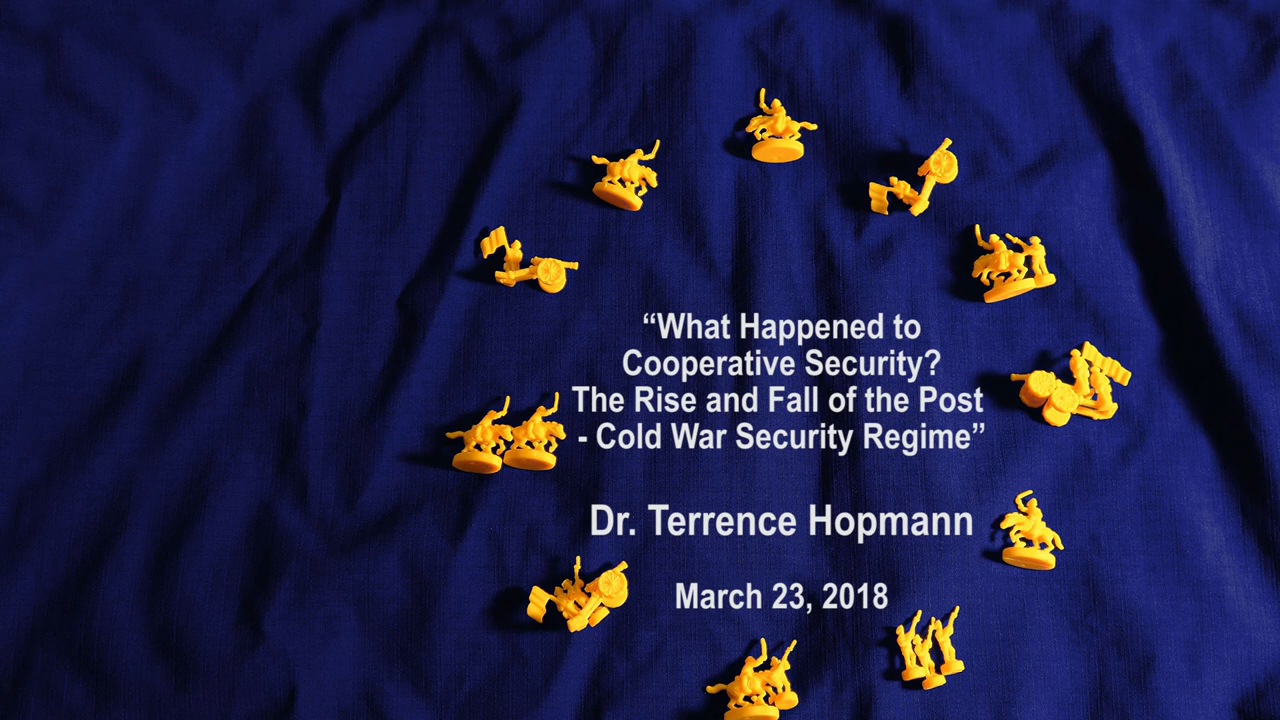 “What Happened to
Cooperative Security?
The Rise and Fall of the Post
- Cold War Security Regime”
Dr. Terrence Hopmann
March 23, 2018